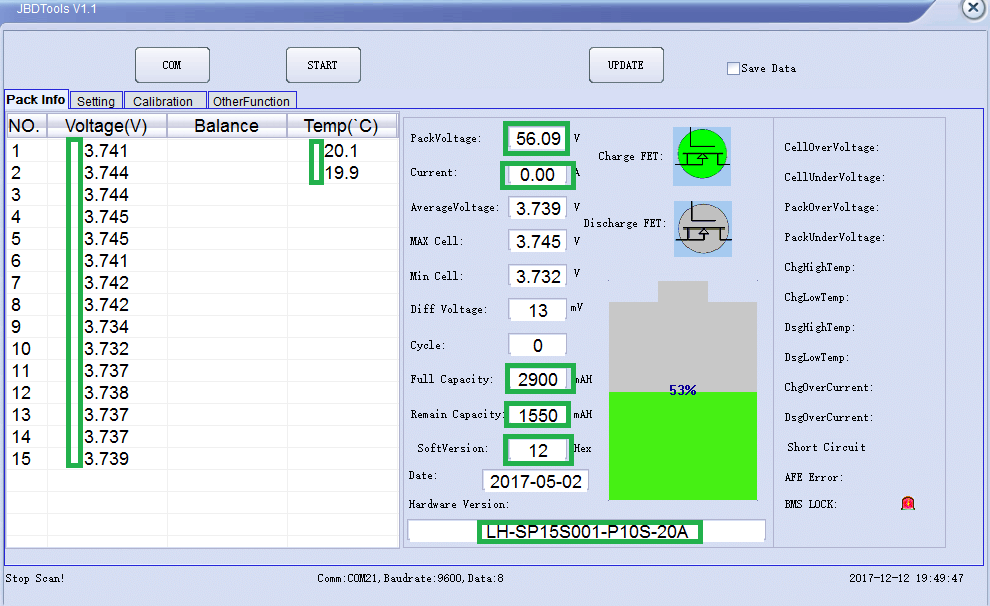 JBDTools V1.1
COM
START
UPDATE
Save Data
Pack Info
Setting
Calibration
OtherFunction
NO. Voltage(V) Balance Temp(`C)
1 3.741 20.1
2 3.744 19.9
3 3.744
4 3.745
5 3.745
6 3.741
7 3.742
8 3.742
9 3.734
10 3.732
11 3.737
12 3.738
13 3.737
14 3.737
15 3.739
PackVoltage: 56.09 V
Current: 0.00 A
AverageVoltage: 3.739 V
MAX Cell: 3.745 V
Min Cell: 3.732 V
Diff Voltage: 13 mV
Cycle: 0
Full Capacity: 2900 mAH
Remain Capacity: 1550 mAH
SoftVersion: 12 Hex
Date: 2017-05-02
Hardware Version:
LH-SP15S001-P10S-20A
Charge FET:
Discharge FET:
53%
CellOverVoltage:
CellUnderVoltage:
PackOverVoltage:
PackUnderVoltage:
ChgHighTemp:
ChgLowTemp:
DsgHighTemp:
DsgLowTemp:
ChgOverCurrent:
DsgOverCurrent:
Short Circuit
AFE Error:
BMS LOCK:
Stop Scan!
Comm:COM21,Baudrate:9600,Data:8
2017-12-12 19:49:47